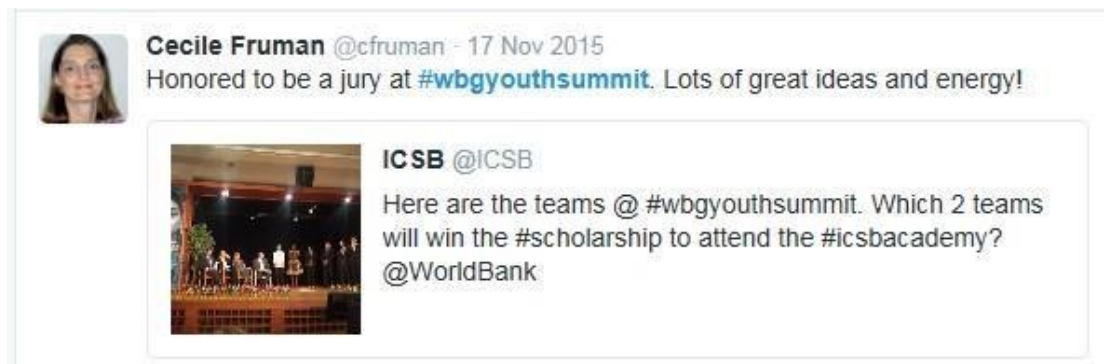 Cecile Fruman @cfruman · 17 Nov 2015
Honored to be a jury at #wbgyouthsummit. Lots of great ideas and energy!
ICSB @ICSB
Here are the teams @ #wbgyouthsummit. Which 2 teams
will win the #scholarship to attend the #icsbacademy?
@WorldBank